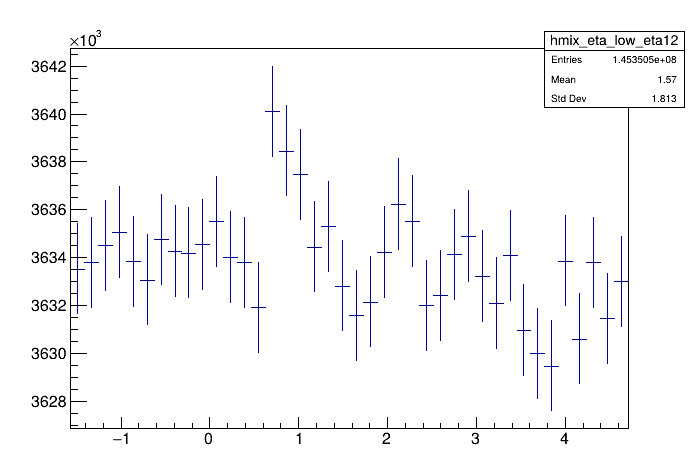 ×10³
hmix_eta_low_eta12
Entries 1.453505e+08
Mean 1.57
Std Dev 1.813
3642
3640
3638
3636
3634
3632
3630
3628
−1 0 1 2 3 4